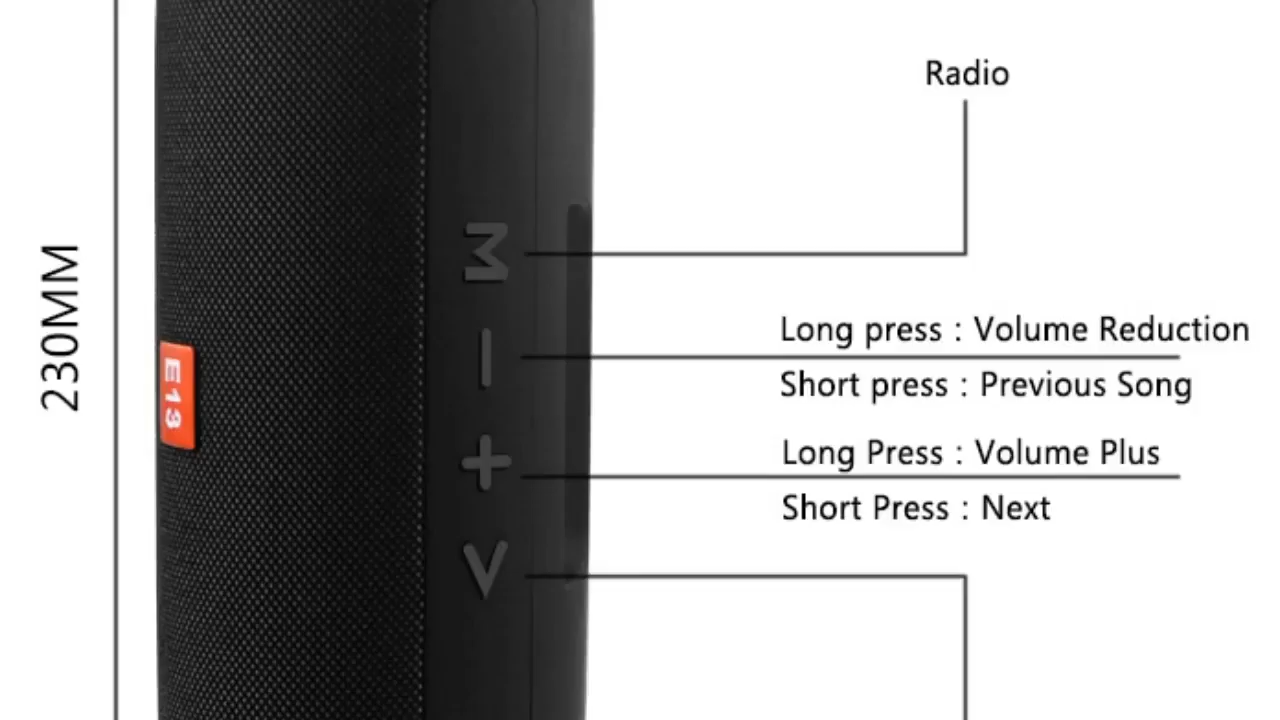 Radio
230MM
Long press : Volume Reduction
Short press : Previous Song
E13
M
Long Press : Volume Plus
Short Press : Next